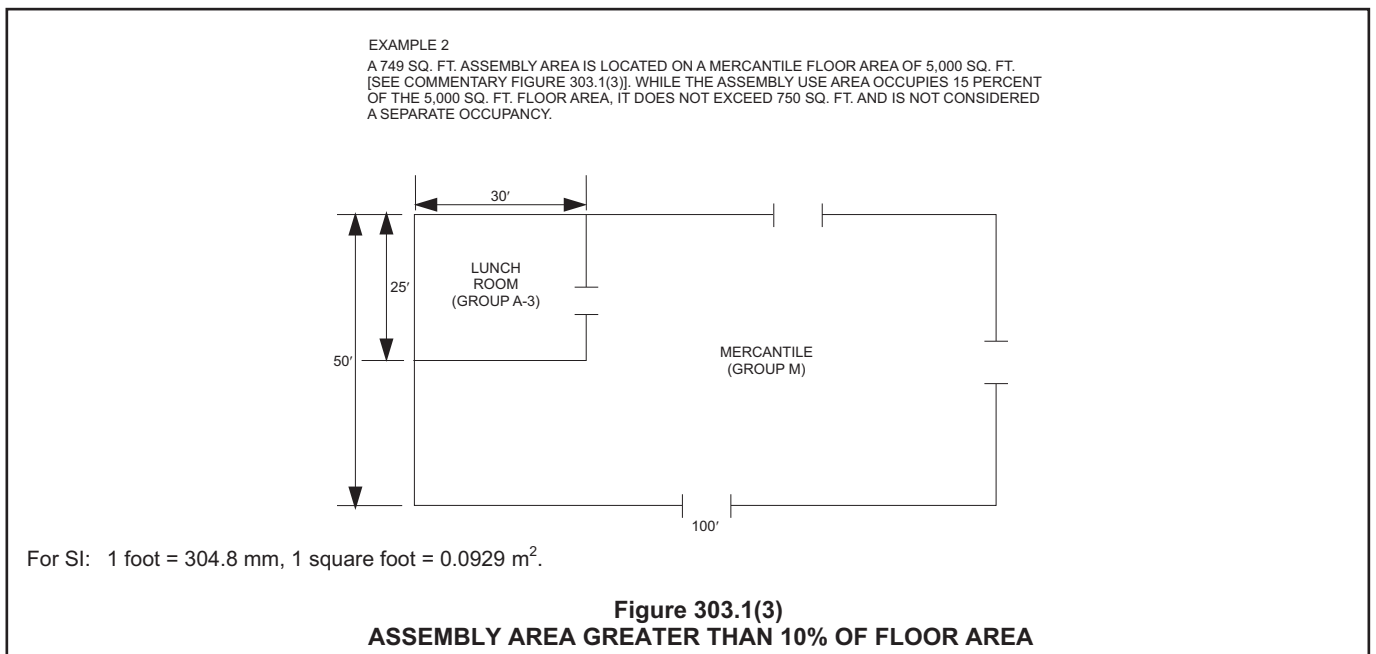 EXAMPLE 2
A 749 SQ. FT. ASSEMBLY AREA IS LOCATED ON A MERCANTILE FLOOR AREA OF 5,000 SQ. FT.
[SEE COMMENTARY FIGURE 303.1(3)]. WHILE THE ASSEMBLY USE AREA OCCUPIES 15 PERCENT
OF THE 5,000 SQ. FT. FLOOR AREA, IT DOES NOT EXCEED 750 SQ. FT. AND IS NOT CONSIDERED
A SEPARATE OCCUPANCY.
30′
LUNCH
ROOM
(GROUP A-3)
25′
50′
MERCANTILE
(GROUP M)
100′
For SI: 1 foot = 304.8 mm, 1 square foot = 0.0929 m².
Figure 303.1(3)
ASSEMBLY AREA GREATER THAN 10% OF FLOOR AREA